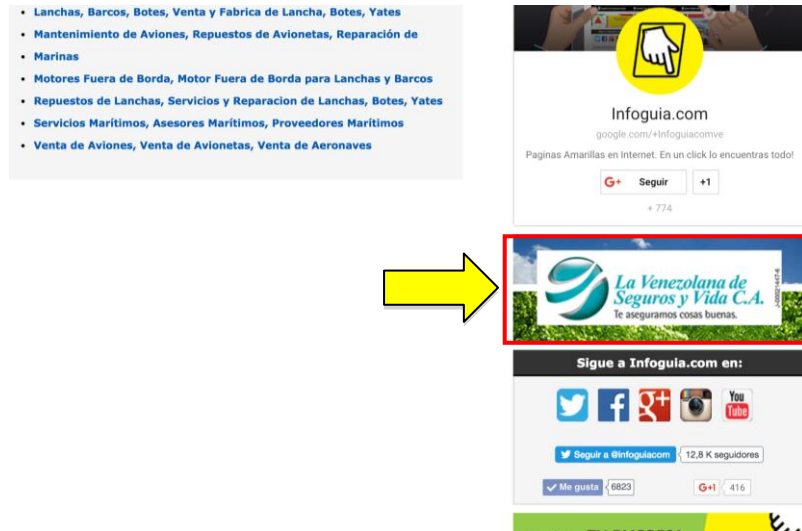 Lanchas, Barcos, Botes, Venta y Fabrica de Lancha, Botes, Yates
Mantenimiento de Aviones, Repuestos de Avionetas, Reparación de
Marinas
Motores Fuera de Borda, Motor Fuera de Borda para Lanchas y Barcos
Repuestos de Lanchas, Servicios y Reparacion de Lanchas, Botes, Yates
Servicios Marítimos, Asesores Marítimos, Proveedores Marítimos
Venta de Aviones, Venta de Avionetas, Venta de Aeronaves
Infoguia.com
google.com/+Infoguiacomve
Paginas Amarillas en Internet. En un click lo encuentras todo!
G+ Seguir +1
+ 774
La Venezolana de
Seguros y Vida C.A.
Te aseguramos cosas buenas.
J-00021447-6
Sigue a Infoguia.com en:
g+ You
Tube
Seguir a @infoguiacom 12,8 K seguidores
Me gusta 6823 G+1 416